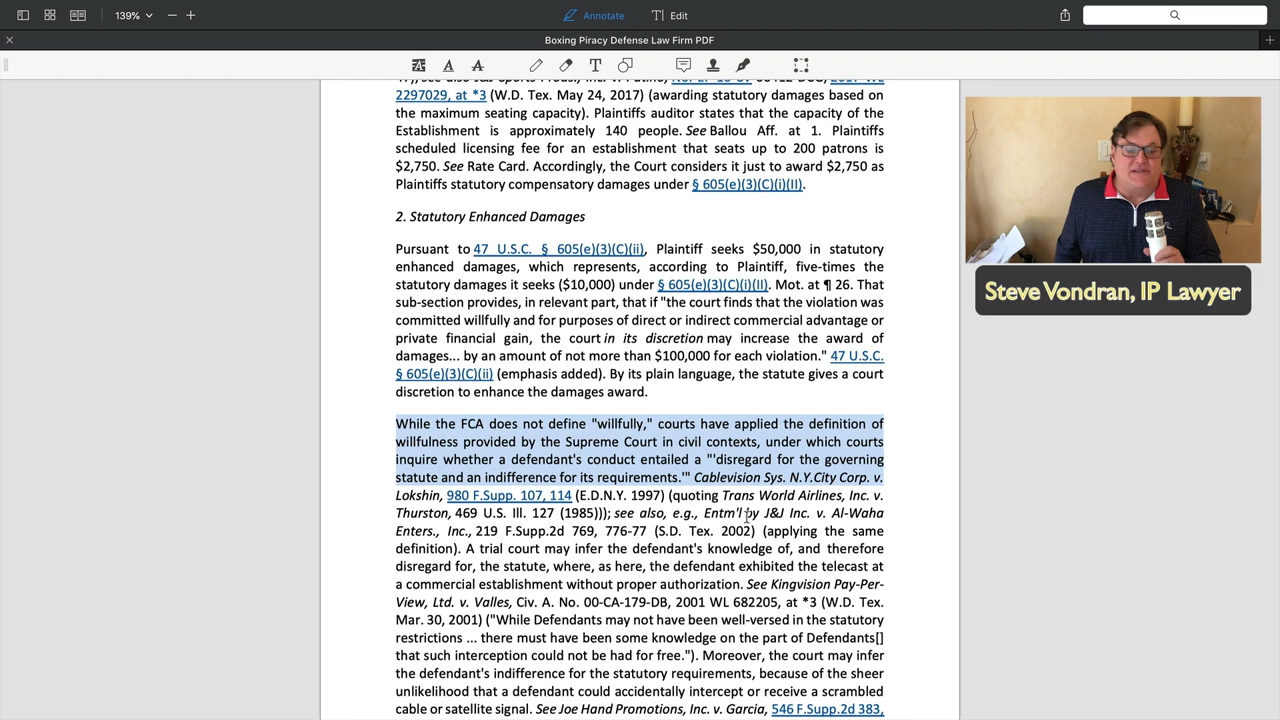 139%
Annotate
Edit
Boxing Piracy Defense Law Firm PDF
2297029, at *3 (W.D. Tex. May 24, 2017) (awarding statutory damages based on
the maximum seating capacity). Plaintiffs auditor states that the capacity of the
Establishment is approximately 140 people. See Ballou Aff. at 1. Plaintiffs
scheduled licensing fee for an establishment that seats up to 200 patrons is
$2,750. See Rate Card. Accordingly, the Court considers it just to award $2,750 as
Plaintiffs statutory compensatory damages under § 605(e)(3)(C)(i)(II).
2. Statutory Enhanced Damages
Pursuant to 47 U.S.C. § 605(e)(3)(C)(ii), Plaintiff seeks $50,000 in statutory
enhanced damages, which represents, according to Plaintiff, five-times the
statutory damages it seeks ($10,000) under § 605(e)(3)(C)(i)(II). Mot. at ¶ 26. That
sub-section provides, in relevant part, that if "the court finds that the violation was
committed willfully and for purposes of direct or indirect commercial advantage or
private financial gain, the court in its discretion may increase the award of
damages... by an amount of not more than $100,000 for each violation." 47 U.S.C.
§ 605(e)(3)(C)(ii) (emphasis added). By its plain language, the statute gives a court
discretion to enhance the damages award.
While the FCA does not define "willfully," courts have applied the definition of
willfulness provided by the Supreme Court in civil contexts, under which courts
inquire whether a defendant's conduct entailed a "'disregard for the governing
statute and an indifference for its requirements.'" Cablevision Sys. N.Y.City Corp. v.
Lokshin, 980 F.Supp. 107, 114 (E.D.N.Y. 1997) (quoting Trans World Airlines, Inc. v.
Thurston, 469 U.S. Ill. 127 (1985))); see also, e.g., Entm'l by J&J Inc. v. Al-Waha
Enters., Inc., 219 F.Supp.2d 769, 776-77 (S.D. Tex. 2002) (applying the same
definition). A trial court may infer the defendant's knowledge of, and therefore
disregard for, the statute, where, as here, the defendant exhibited the telecast at
a commercial establishment without proper authorization. See Kingvision Pay-Per-
View, Ltd. v. Valles, Civ. A. No. 00-CA-179-DB, 2001 WL 682205, at *3 (W.D. Tex.
Mar. 30, 2001) ("While Defendants may not have been well-versed in the statutory
restrictions ... there must have been some knowledge on the part of Defendants[]
that such interception could not be had for free."). Moreover, the court may infer
the defendant's indifference for the statutory requirements, because of the sheer
unlikelihood that a defendant could accidentally intercept or receive a scrambled
cable or satellite signal. See Joe Hand Promotions, Inc. v. Garcia, 546 F.Supp.2d 383,
Steve Vondran, IP Lawyer